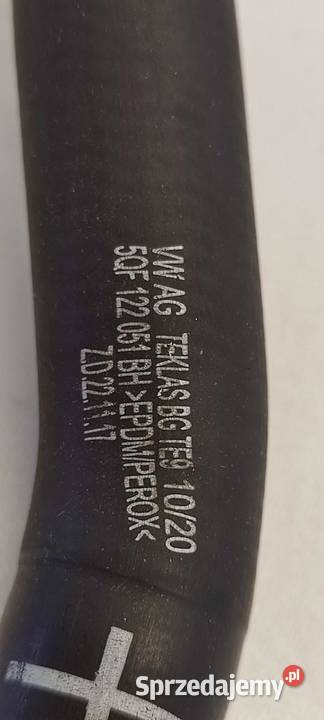 VW AG TEKLAS BG TE9 10/20
5QF 122 051 BH >EPDM/PEROX<
ZD 22.11.17
Sprzedajemy.pl